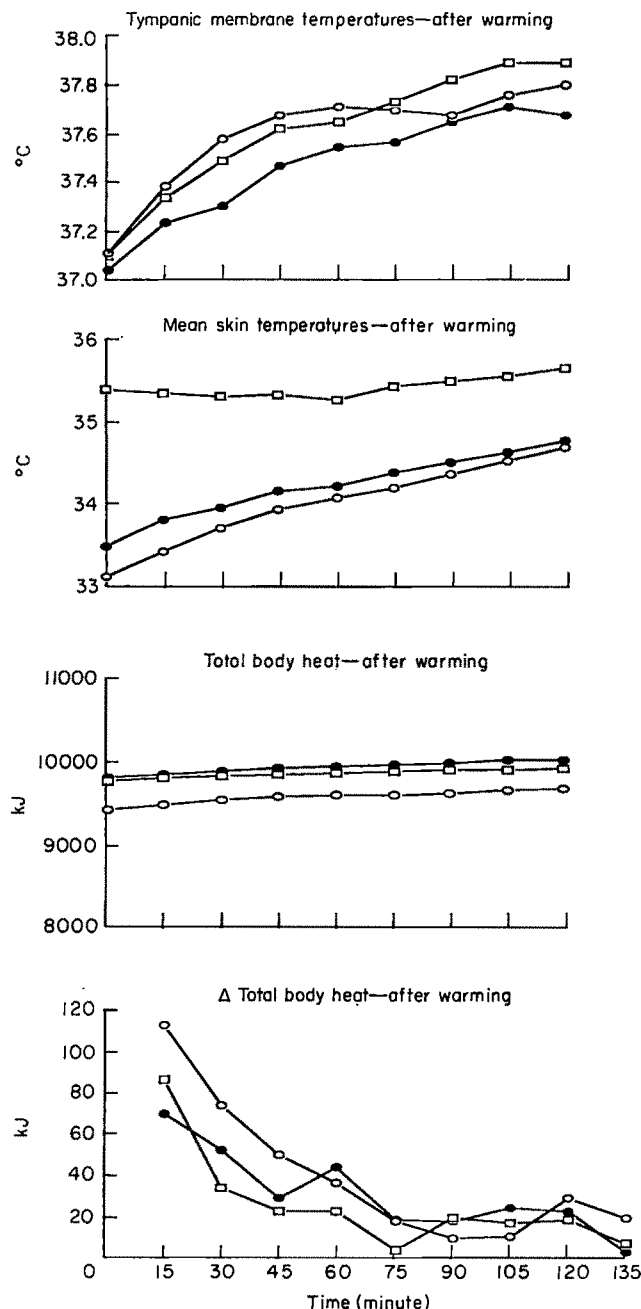 Tympanic membrane temperatures—after warming
38.0
37.8
37.6
37.4
37.2
37.0
°C
Mean skin temperatures—after warming
36
35
34
33
°C
Total body heat—after warming
11000
10000
9000
8000
kJ
Δ Total body heat—after warming
120
100
80
60
40
20
kJ
0 15 30 45 60 75 90 105 120 135
Time (minute)